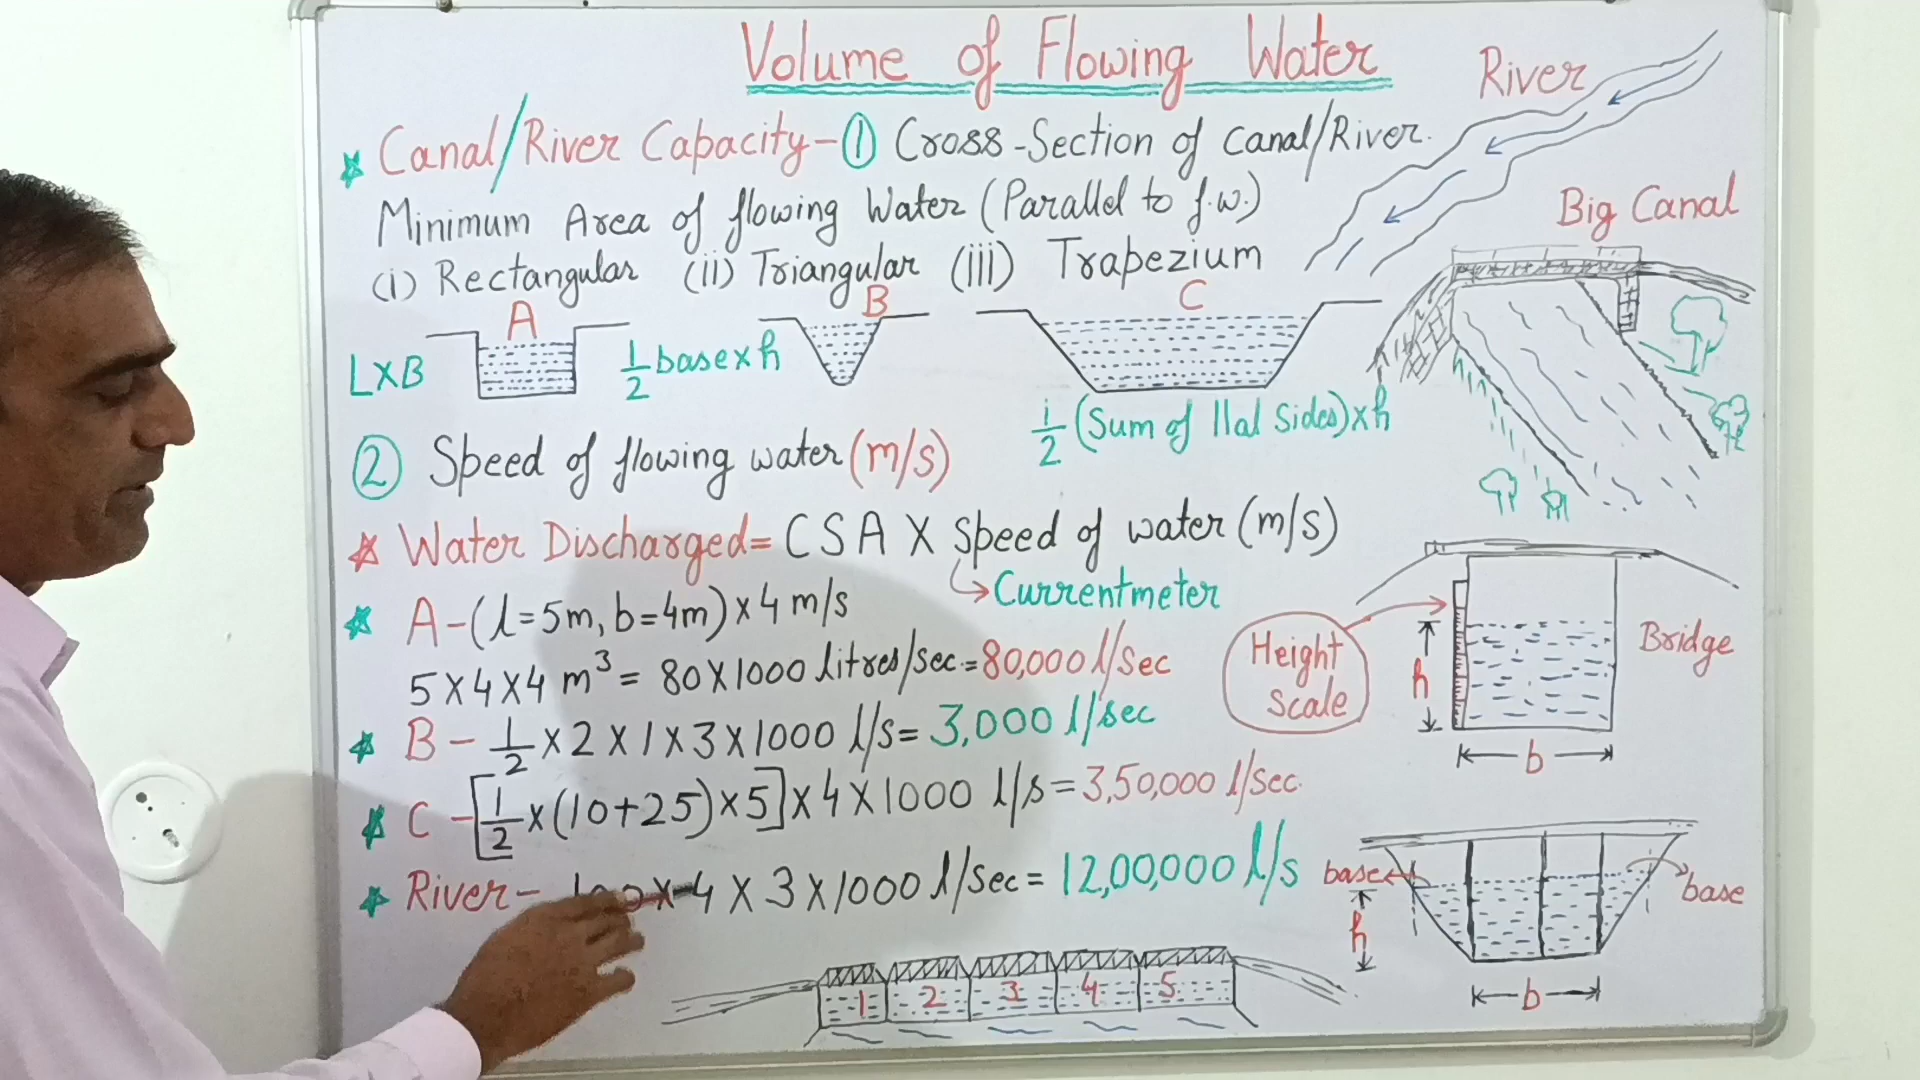 Volume of Flowing Water
River
* Canal/River Capacity - ① Cross-Section of Canal/River.
Minimum Area of flowing Water (Parallel to f.w.)
Big Canal
(i) Rectangular (ii) Triangular (iii) Trapezium
A B C
L×B 1/2 base×h
1/2 (Sum of llal Sides)×h
② Speed of flowing water (m/s)
* Water Discharged = CSA X Speed of water (m/s)
→ Currentmeter
* A-(l=5m, b=4m)×4 m/s
5×4×4 m³ = 80×1000 litres/sec. = 80,000 l/sec
Height Scale
h
Bridge
b
* B - 1/2 × 2 × 1 × 3 × 1000 l/s = 3,000 l/sec
* C - [1/2 × (10+25) × 5] × 4 × 1000 l/s = 3,50,000 l/sec.
* River - 4 × 3 × 1000 l/sec = 12,00,000 l/s
base
base
h
b
1 2 3 4 5